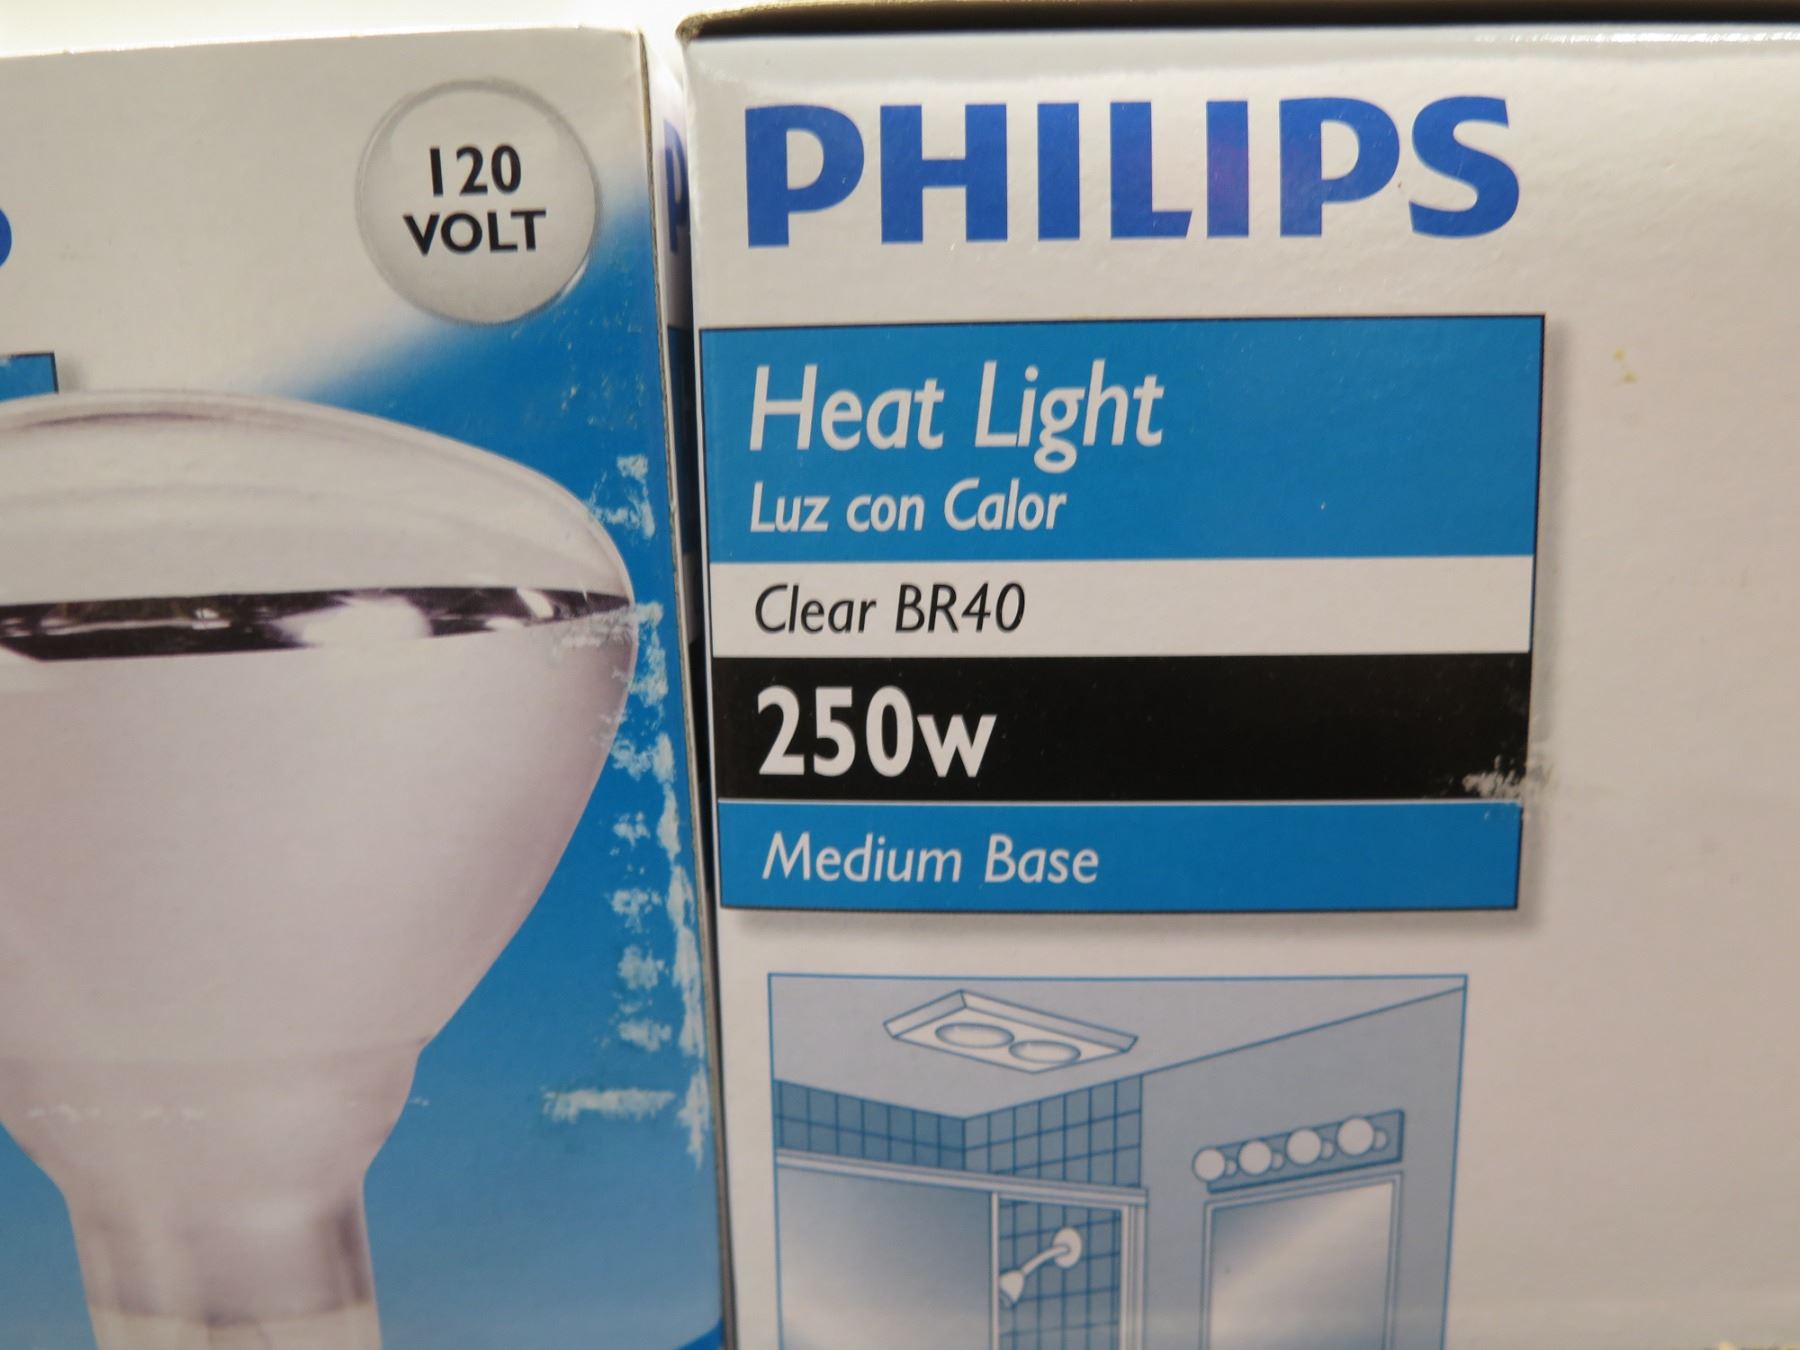 120
VOLT
PHILIPS
Heat Light
Luz con Calor
Clear BR40
250w
Medium Base